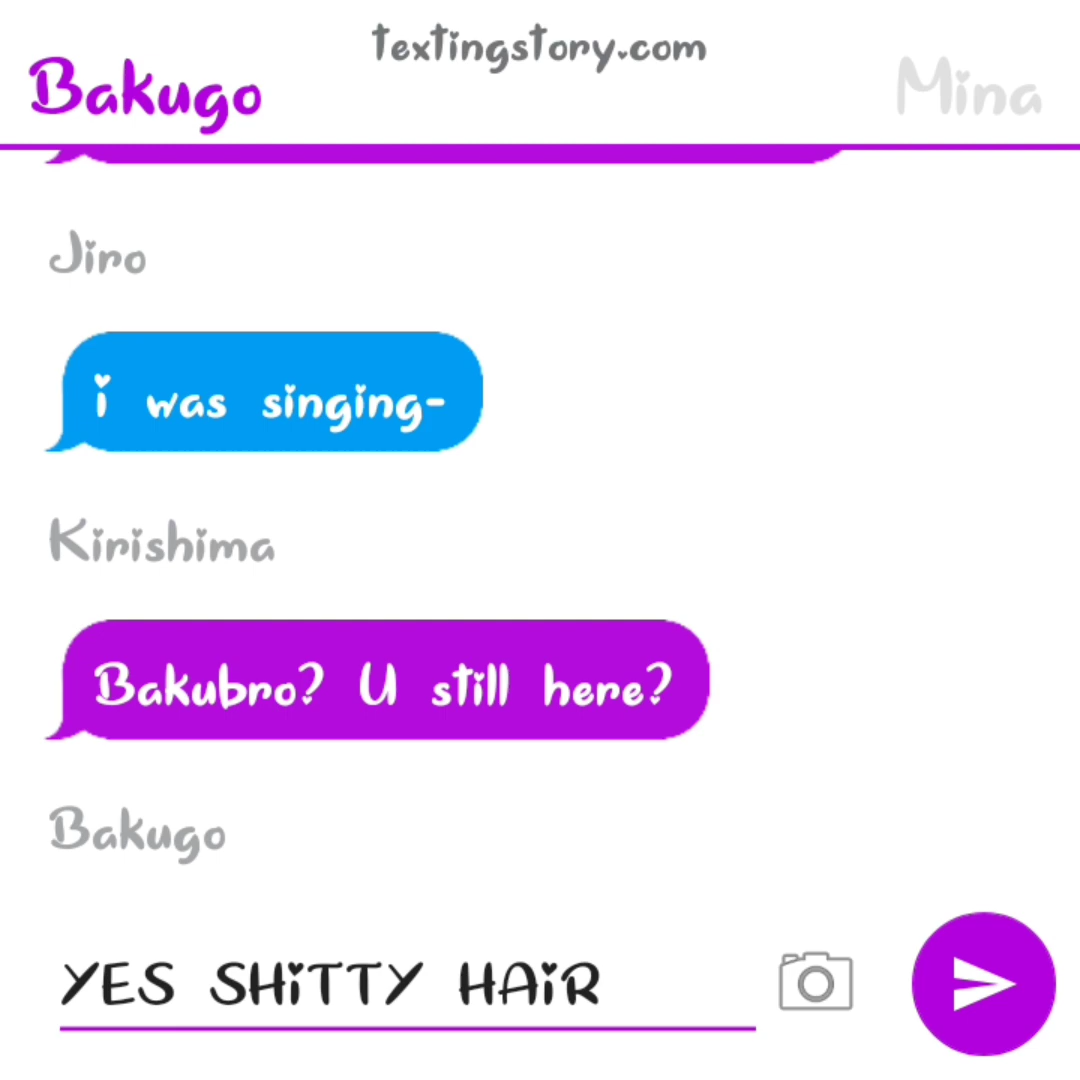 textingstory.com
Bakugo
Mina
Jiro
i was singing-
Kirishima
Bakubro? U still here?
Bakugo
YES SHiTTY HAiR